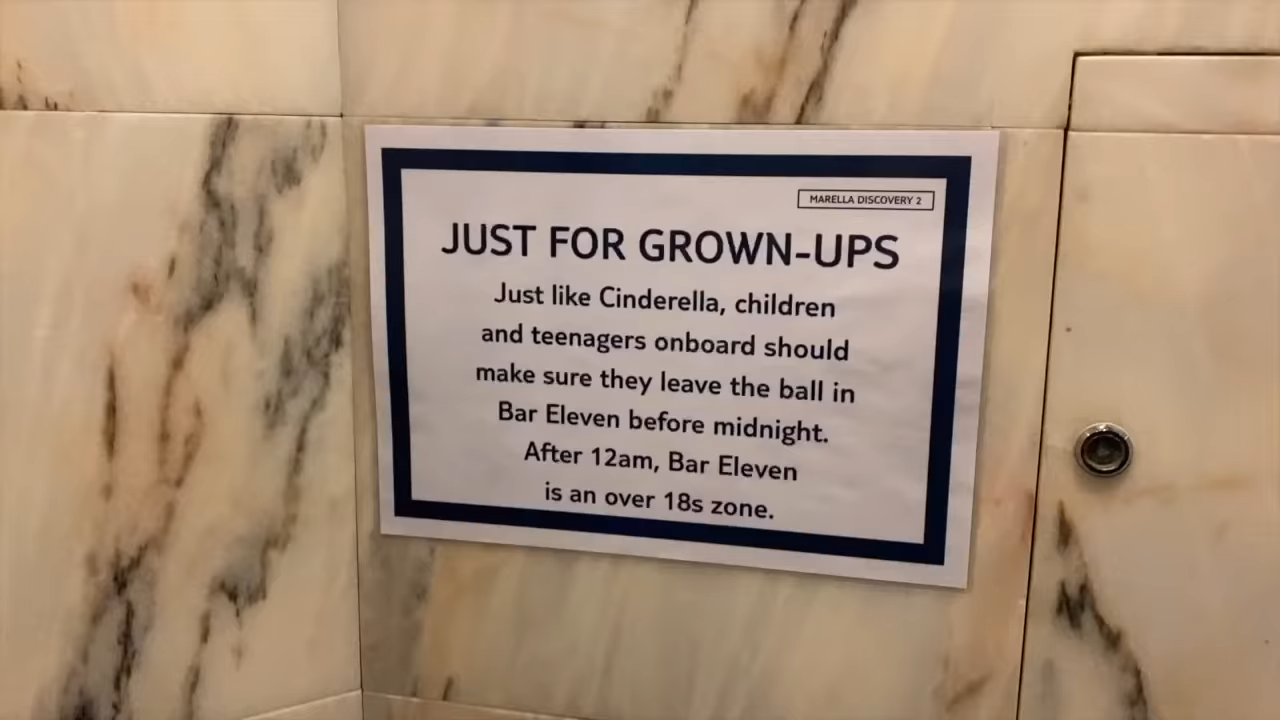 MARELLA DISCOVERY 2
JUST FOR GROWN-UPS
Just like Cinderella, children
and teenagers onboard should
make sure they leave the ball in
Bar Eleven before midnight.
After 12am, Bar Eleven
is an over 18s zone.